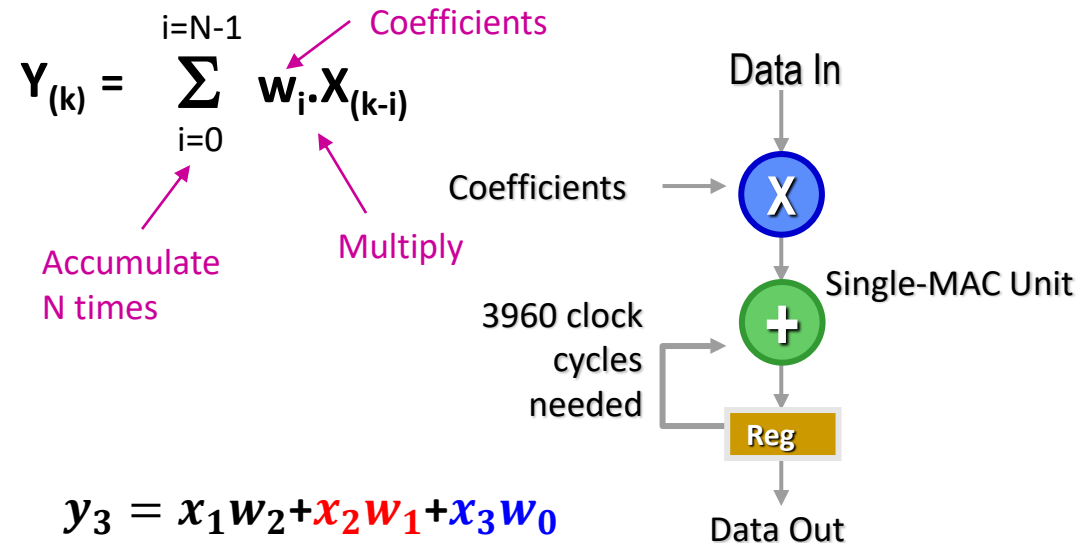 Coefficients
i=N-1
Y(k) = Σ wi.X(k-i)
i=0
Accumulate
N times
Multiply
Data In
Coefficients
X
Single-MAC Unit
+
3960 clock
cycles
needed
Reg
Data Out
y₃ = x₁w₂+x₂w₁+x₃w₀